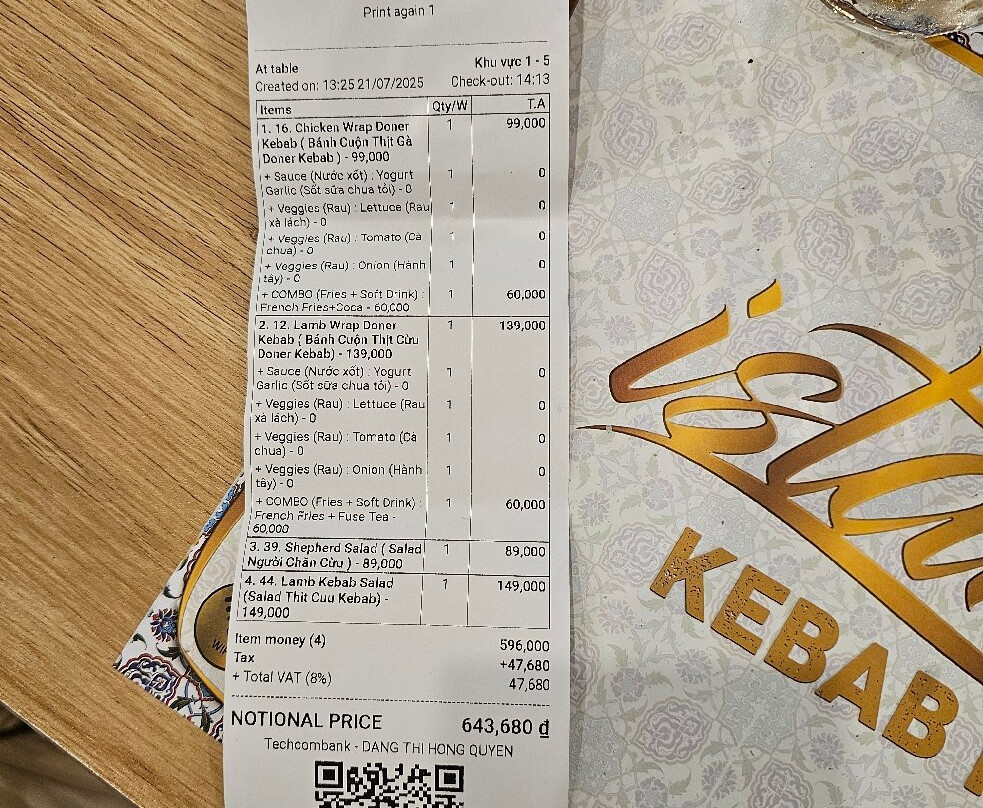 Print again 1
At table Khu vực 1 - 5
Created on: 13:25 21/07/2025 Check-out: 14:13
Items Qty/W T.A
1. 16. Chicken Wrap Doner 1 99,000
Kebab ( Bánh Cuộn Thịt Gà
Doner Kebab ) - 99,000
+ Sauce (Nước xốt) : Yogurt 1 0
Garlic (Sốt sữa chua tỏi) - 0
+ Veggies (Rau) : Lettuce (Rau 1 0
xà lách) - 0
+ Veggies (Rau) : Tomato (Cà 1 0
chua) - 0
+ Veggies (Rau) : Onion (Hành 1 0
tây) - 0
+ COMBO (Fries + Soft Drink) : 1 60,000
French Fries+Coca - 60,000
2. 12. Lamb Wrap Doner 1 139,000
Kebab ( Bánh Cuộn Thịt Cừu
Doner Kebab) - 139,000
+ Sauce (Nước xốt) : Yogurt 1 0
Garlic (Sốt sữa chua tỏi) - 0
+ Veggies (Rau) : Lettuce (Rau 1 0
xà lách) - 0
+ Veggies (Rau) : Tomato (Cà 1 0
chua) - 0
+ Veggies (Rau) : Onion (Hành 1 0
tây) - 0
+ COMBO (Fries + Soft Drink) : 1 60,000
French Fries + Fuse Tea -
60,000
3. 39. Shepherd Salad ( Salad 1 89,000
Người Chăn Cừu ) - 89,000
4. 44. Lamb Kebab Salad 1 149,000
(Salad Thit Cuu Kebab) -
149,000
Item money (4) 596,000
Tax +47,680
+ Total VAT (8%) 47,680
NOTIONAL PRICE 643,680 đ
Techcombank - DANG THI HONG QUYEN
KEBAB